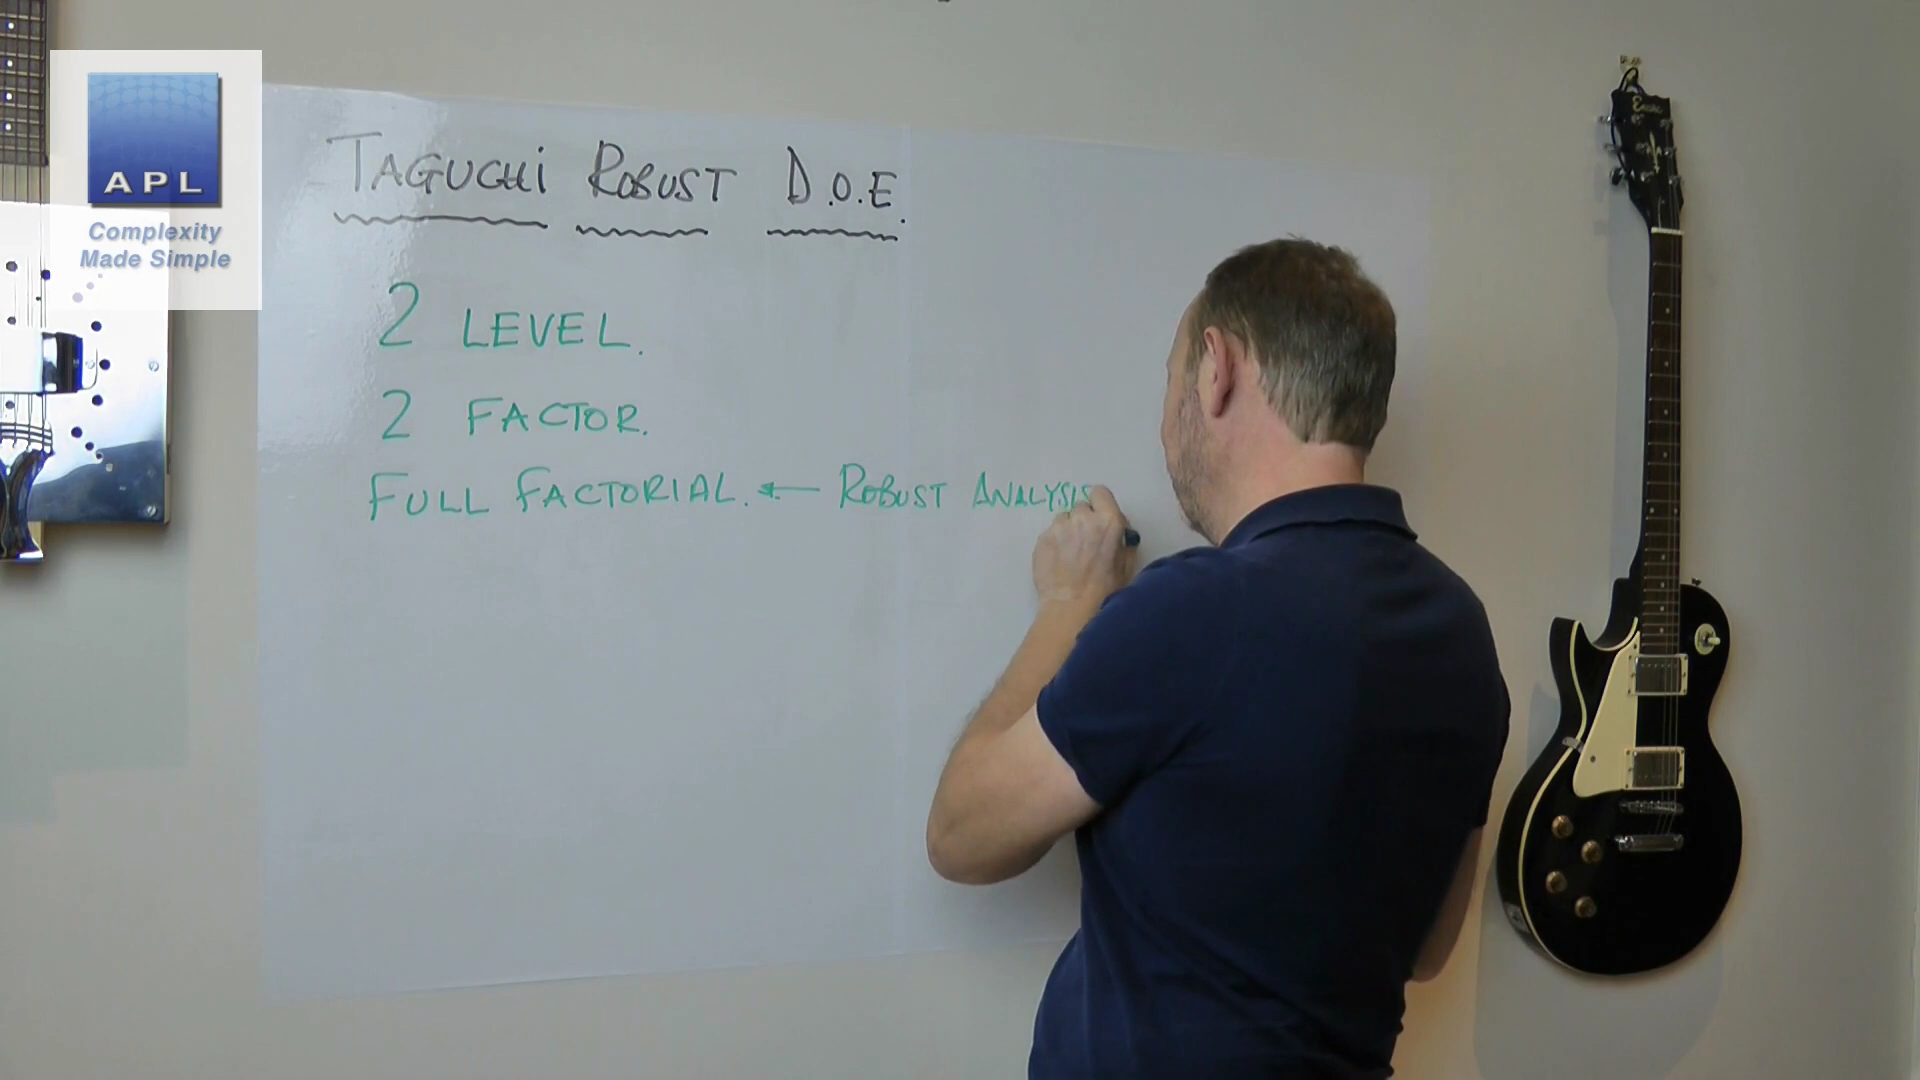 APL
Complexity
Made Simple
TAGUCHI ROBUST D.O.E.
2 LEVEL.
2 FACTOR.
FULL FACTORIAL. ← ROBUST ANALYSIS